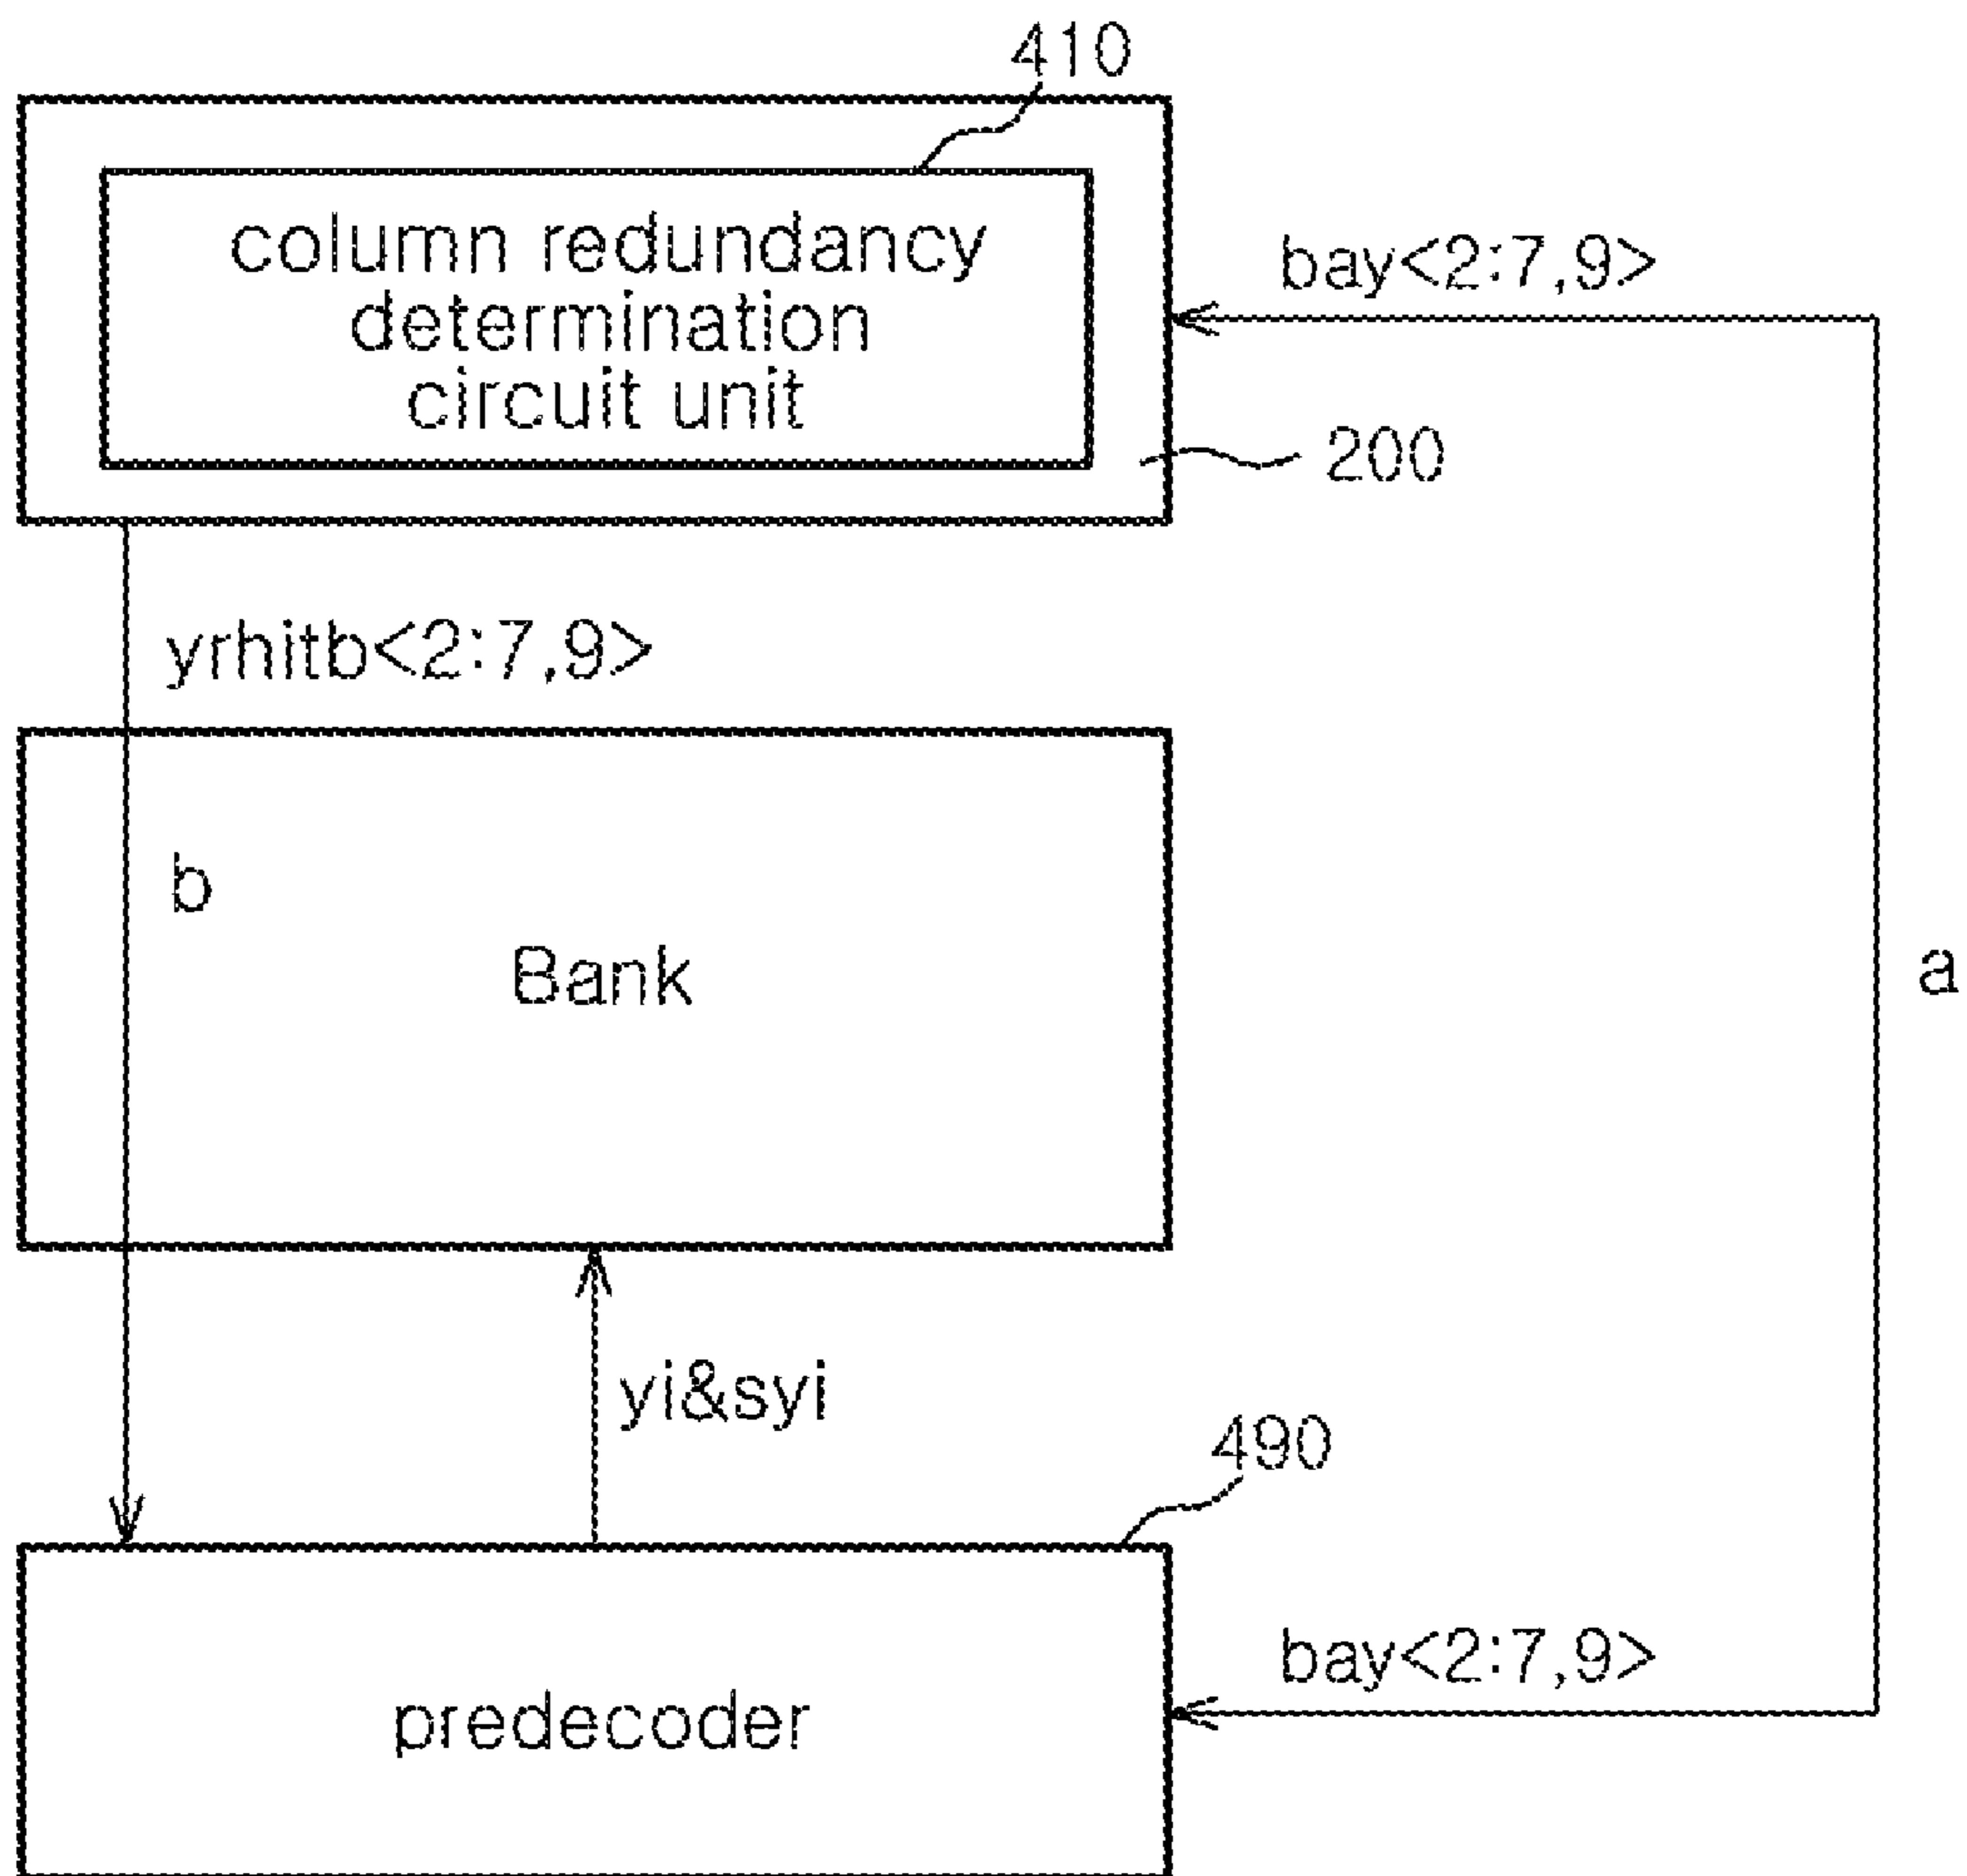 410
column redundancy
determination
circuit unit
bay<2:7,9>
200
yrhitb<2:7,9>
b
Bank
a
yi&syi
490
bay<2:7,9>
predecoder